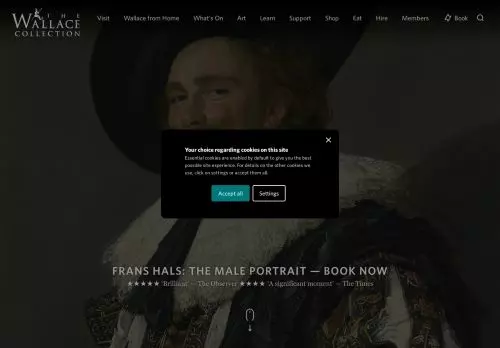 THE
WALLACE
COLLECTION
Visit Wallace from Home What's On Art Learn Support Shop Eat Hire Members Book
Your choice regarding cookies on this site
Essential cookies are enabled by default to give you the best
possible site experience. For details on the other cookies we
use, click on settings or accept them all.
Accept all Settings
FRANS HALS: THE MALE PORTRAIT — BOOK NOW
★★★★★ 'Brilliant' — The Observer ★★★★ 'A significant moment' — The Times